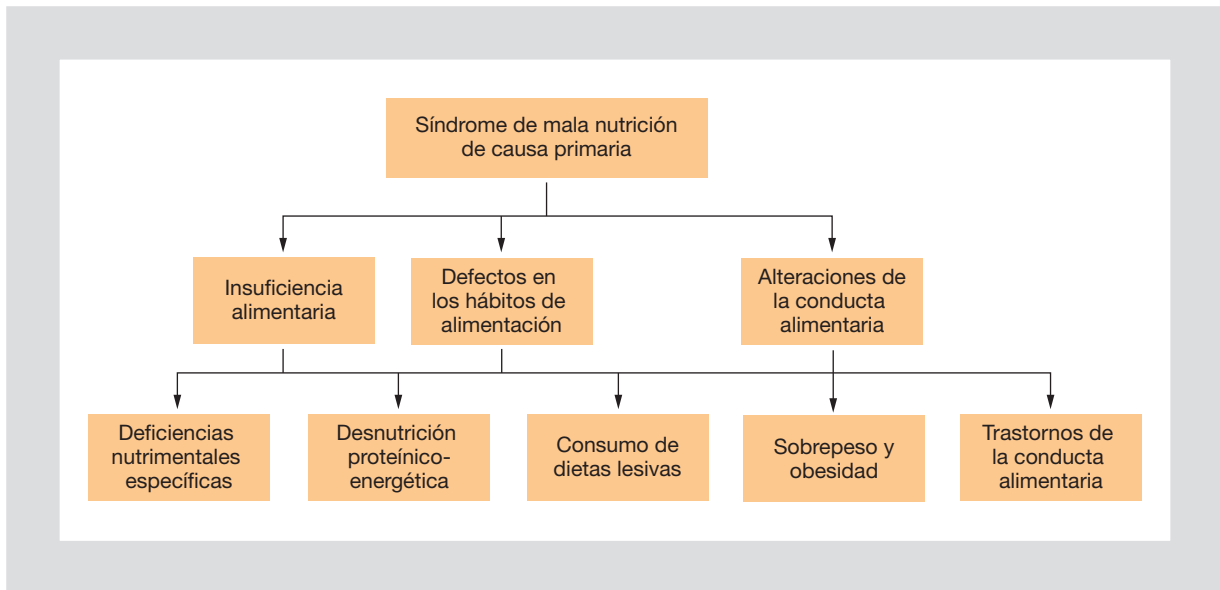 Síndrome de mala nutrición
de causa primaria
Insuficiencia
alimentaria
Defectos en
los hábitos de
alimentación
Alteraciones de
la conducta
alimentaria
Deficiencias
nutrimentales
específicas
Desnutrición
proteínico-
energética
Consumo de
dietas lesivas
Sobrepeso y
obesidad
Trastornos de
la conducta
alimentaria